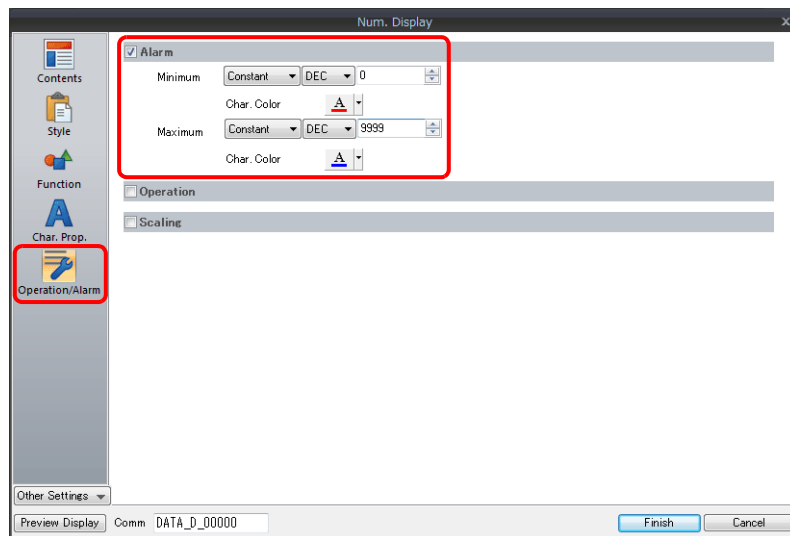 Num. Display
x
Contents
Style
Function
A
Char. Prop.
Operation/Alarm
Other Settings
Alarm
Minimum Constant DEC 0
Char. Color A
Maximum Constant DEC 9999
Char. Color A
Operation
Scaling
Preview Display Comm DATA_D_00000 Finish Cancel